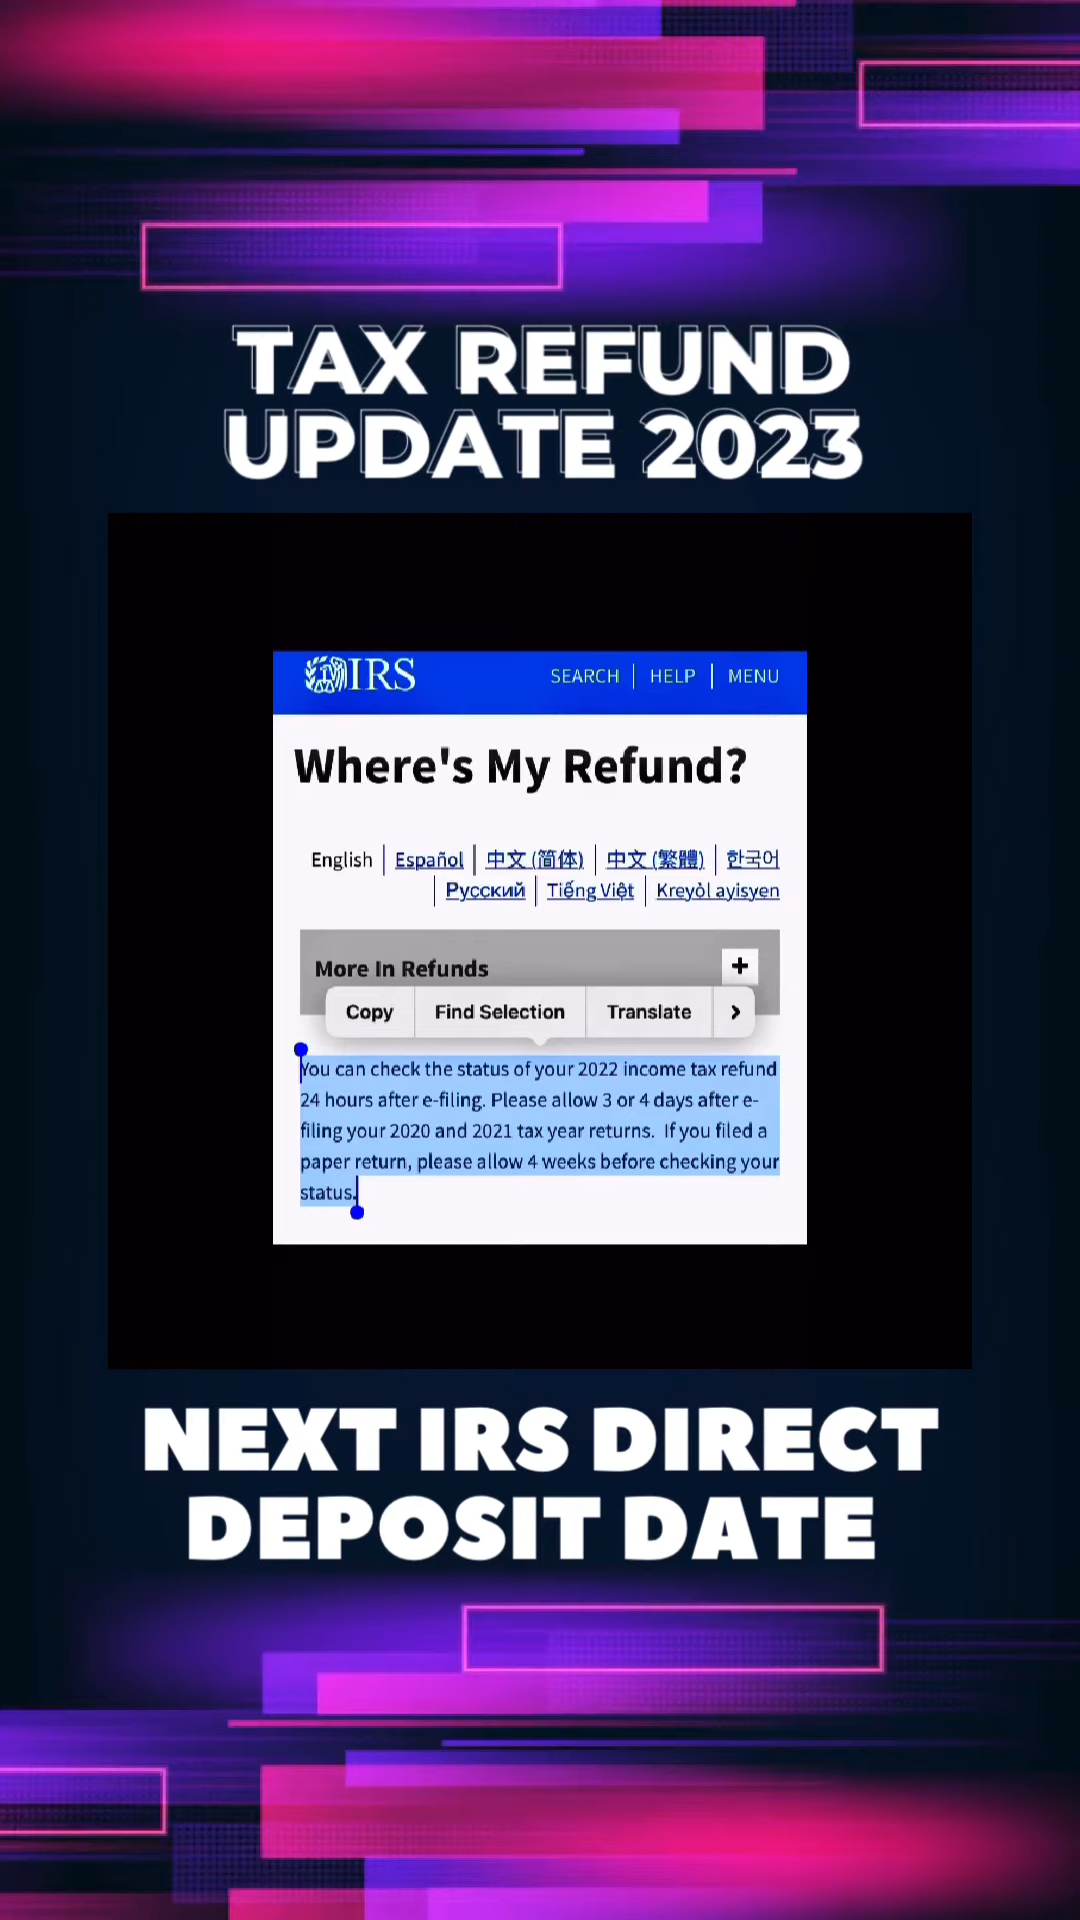 TAX REFUND
UPDATE 2023
IRS
SEARCH | HELP | MENU
Where's My Refund?
English | Español | 中文 (简体) | 中文 (繁體) | 한국어
| Русский | Tiếng Việt | Kreyòl ayisyen
More In Refunds +
Copy Find Selection Translate >
You can check the status of your 2022 income tax refund
24 hours after e-filing. Please allow 3 or 4 days after e-
filing your 2020 and 2021 tax year returns.  If you filed a
paper return, please allow 4 weeks before checking your
status.
NEXT IRS DIRECT
DEPOSIT DATE